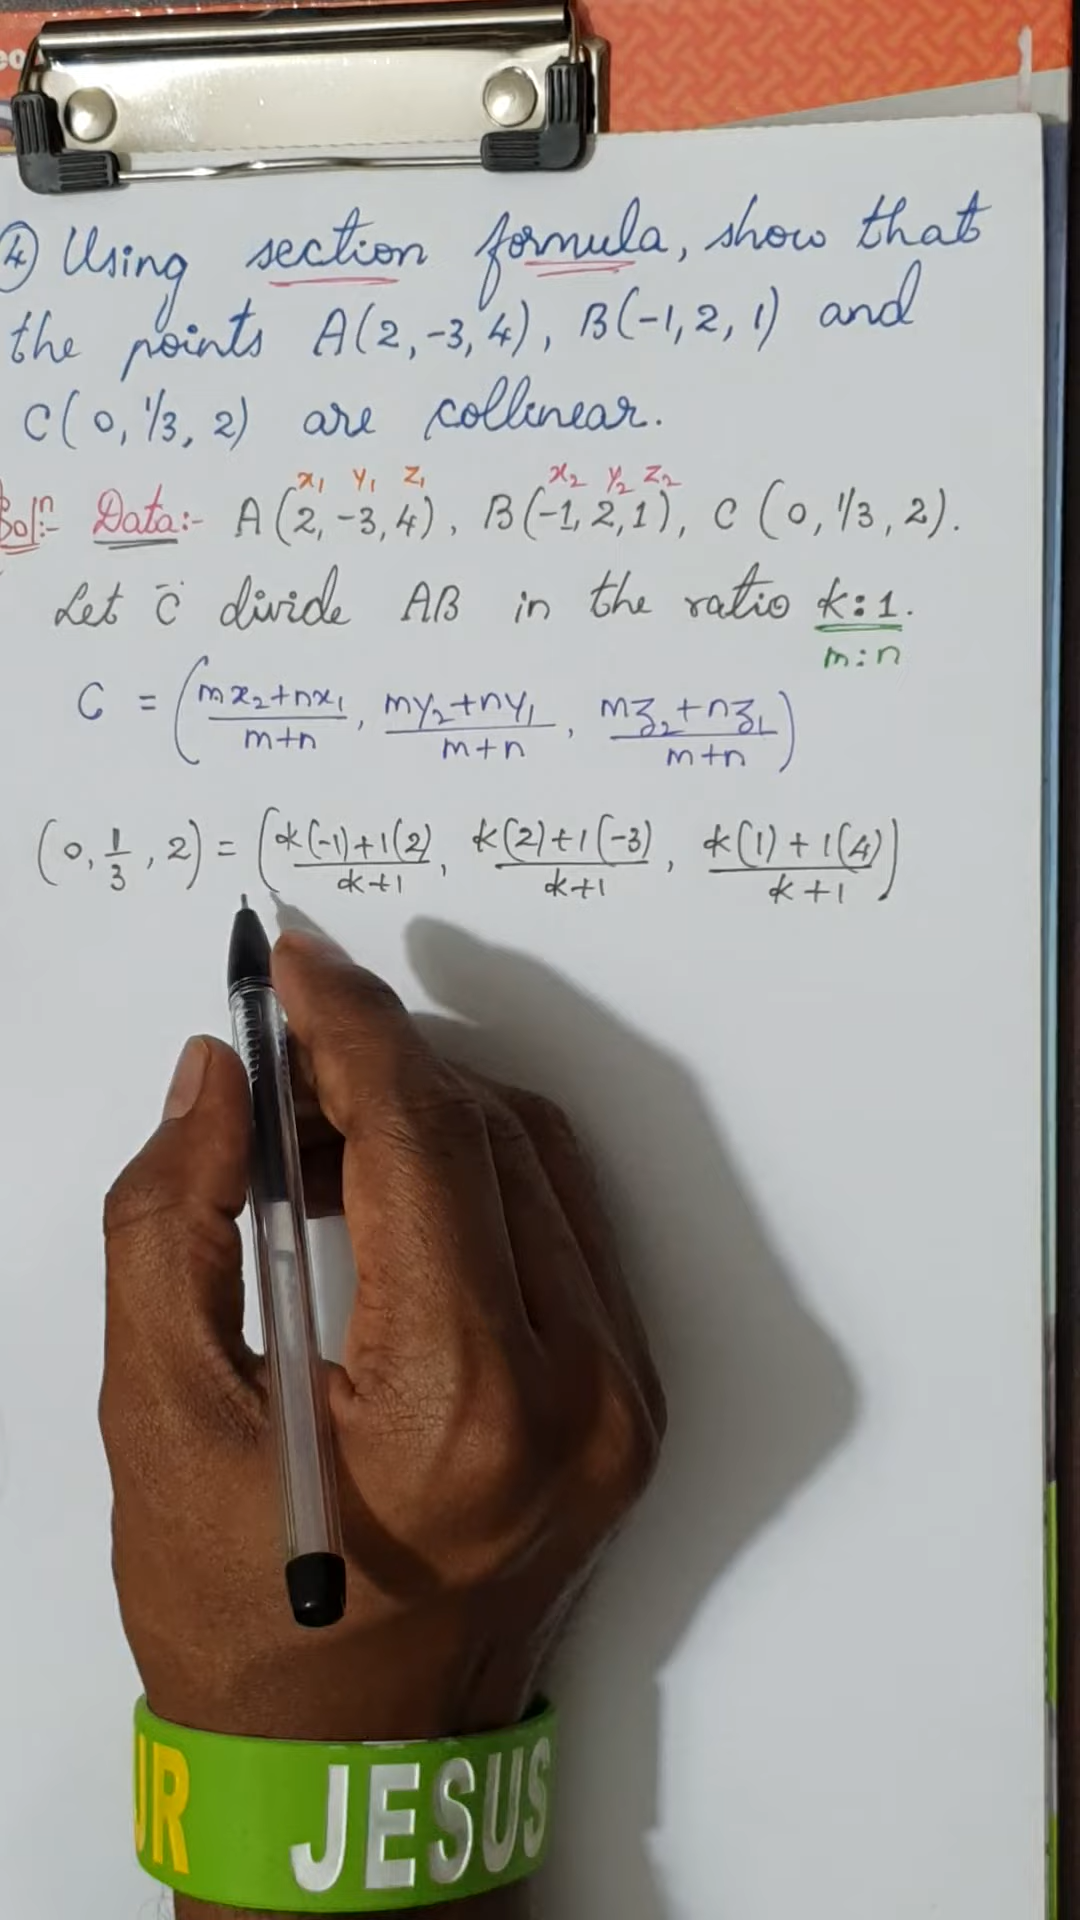 ④ Using section formula, show that
the points A(2, -3, 4), B(-1, 2, 1) and
C(0, 1/3, 2) are collinear.
x₁ y₁ z₁ x₂ y₂ z₂
Solⁿ:- Data:- A(2, -3, 4), B(-1, 2, 1), C(0, 1/3, 2).
Let C divide AB in the ratio k:1.
m:n
C = ((mx₂+nx₁)/(m+n), (my₂+ny₁)/(m+n), (mz₂+nz₁)/(m+n))
(0, 1/3, 2) = ((k(-1)+1(2))/(k+1), (k(2)+1(-3))/(k+1), (k(1)+1(4))/(k+1))
UR JESUS